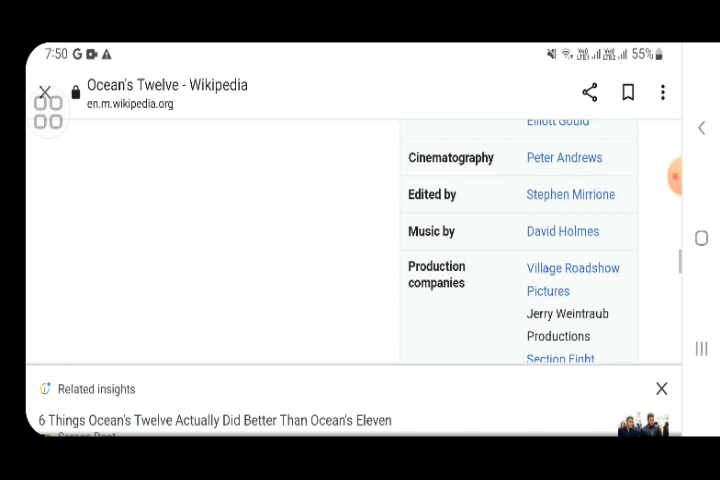 7:50 G
55%
Ocean's Twelve - Wikipedia
en.m.wikipedia.org
Elliott Gould
Cinematography Peter Andrews
Edited by Stephen Mirrione
Music by David Holmes
Production companies Village Roadshow
Pictures
Jerry Weintraub
Productions
Section Eight
Related insights
6 Things Ocean's Twelve Actually Did Better Than Ocean's Eleven
Screen Rant